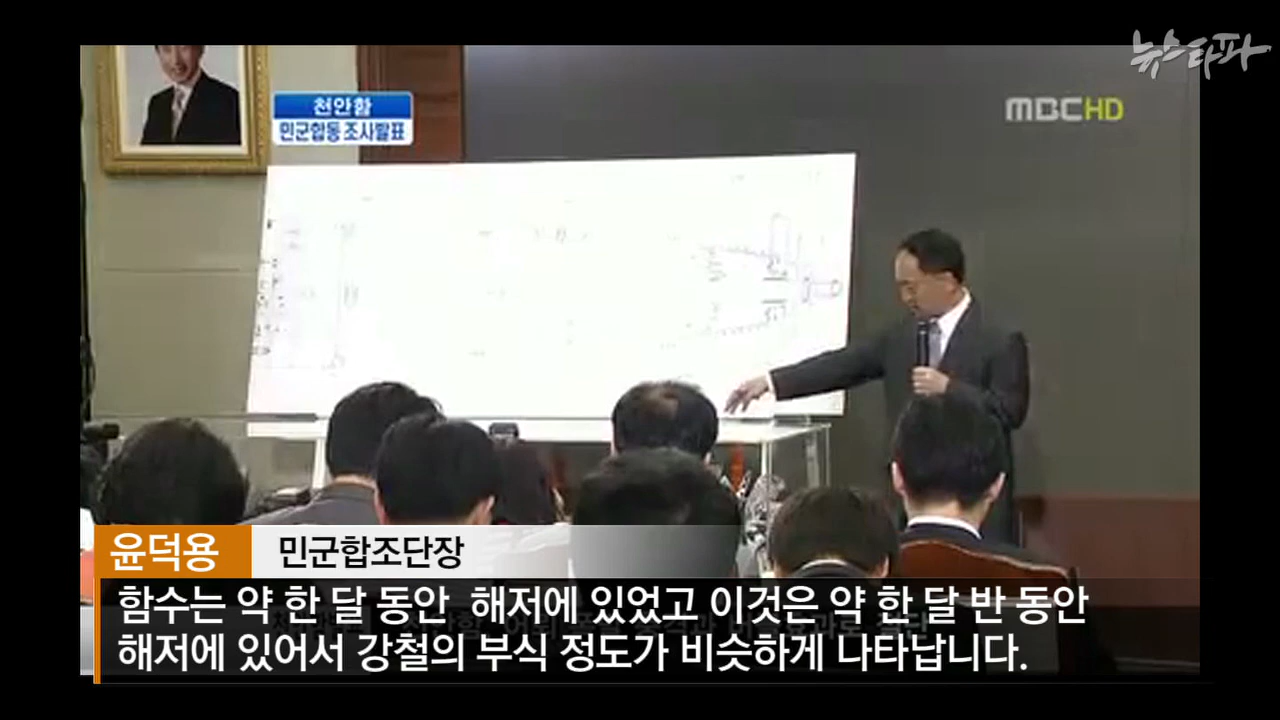 뉴스타파
천안함
민군합동 조사발표
MBC HD
윤덕용 민군합조단장
함수는 약 한 달 동안 해저에 있었고 이것은 약 한 달 반 동안
해저에 있어서 강철의 부식 정도가 비슷하게 나타납니다.